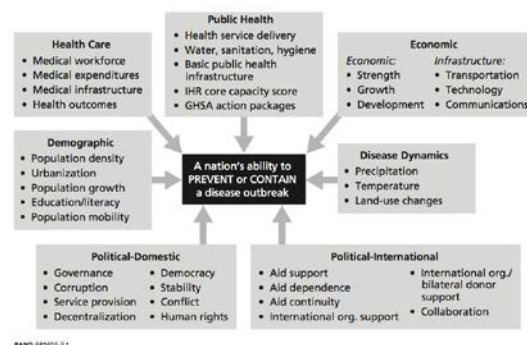 Public Health
• Health service delivery
• Water, sanitation, hygiene
• Basic public health
infrastructure
• IHR core capacity score
• GHSA action packages
Health Care
• Medical workforce
• Medical expenditures
• Medical infrastructure
• Health outcomes
Economic
Economic:
• Strength
• Growth
• Development
Infrastructure:
• Transportation
• Technology
• Communications
Demographic
• Population density
• Urbanization
• Population growth
• Education/literacy
• Population mobility
A nation's ability to
PREVENT or CONTAIN
a disease outbreak
Disease Dynamics
• Precipitation
• Temperature
• Land-use changes
Political-Domestic
• Governance
• Corruption
• Service provision
• Decentralization
• Democracy
• Stability
• Conflict
• Human rights
Political-International
• Aid support
• Aid dependence
• Aid continuity
• International org. support
• International org./
bilateral donor
support
• Collaboration
RAND